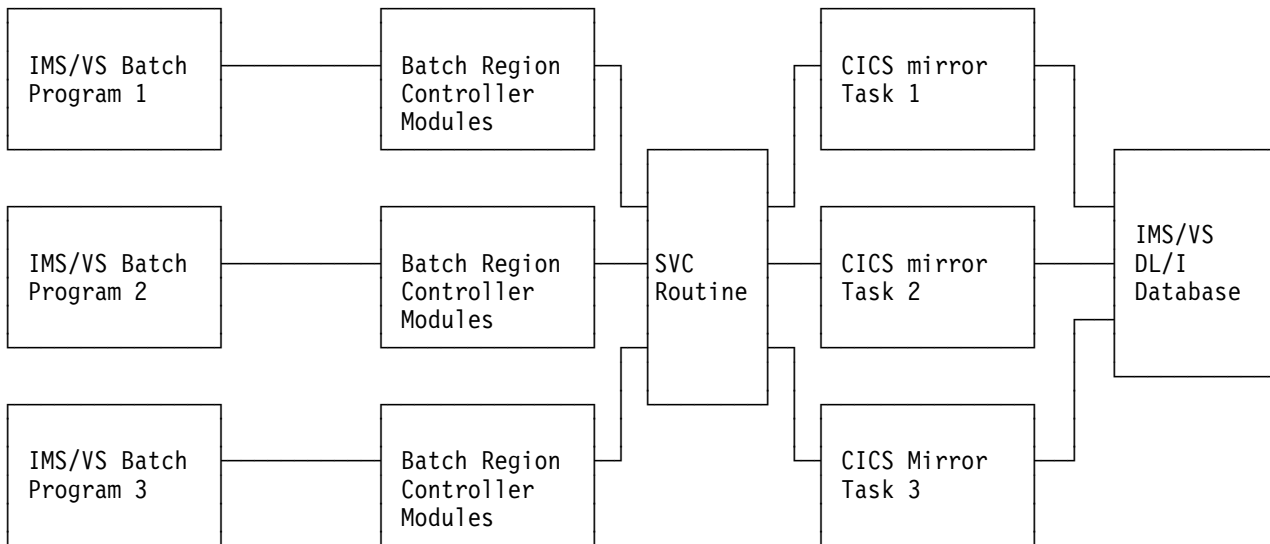 IMS/VS Batch
Program 1
Batch Region
Controller
Modules
CICS mirror
Task 1
IMS/VS Batch
Program 2
Batch Region
Controller
Modules
SVC
Routine
CICS mirror
Task 2
IMS/VS
DL/I
Database
IMS/VS Batch
Program 3
Batch Region
Controller
Modules
CICS Mirror
Task 3